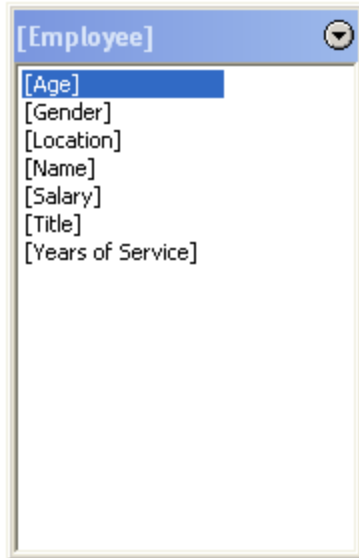 [Employee]
[Age]
[Gender]
[Location]
[Name]
[Salary]
[Title]
[Years of Service]